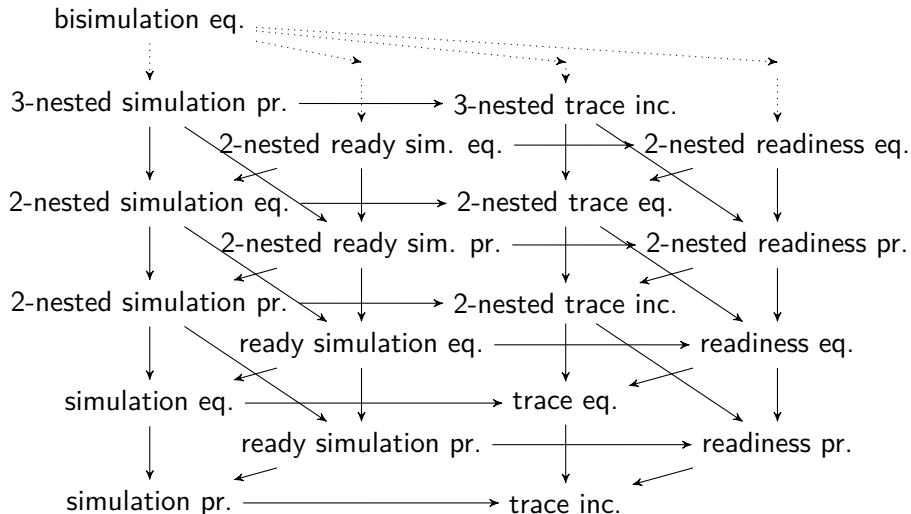 bisimulation eq.
3-nested simulation pr. 3-nested trace inc.
2-nested ready sim. eq. 2-nested readiness eq.
2-nested simulation eq. 2-nested trace eq.
2-nested ready sim. pr. 2-nested readiness pr.
2-nested simulation pr. 2-nested trace inc.
ready simulation eq. readiness eq.
simulation eq. trace eq.
ready simulation pr. readiness pr.
simulation pr. trace inc.